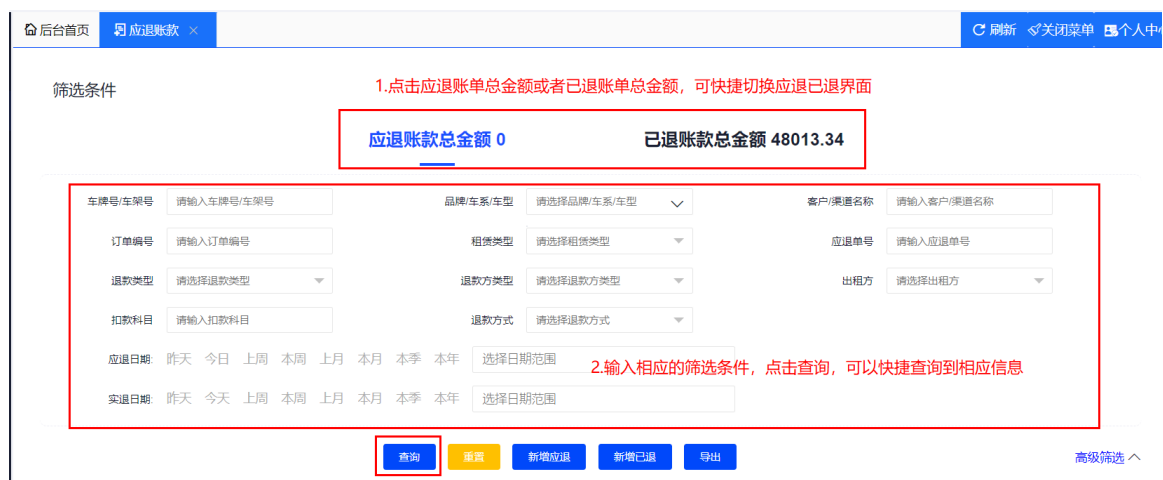 后台首页 应退账款 × 刷新 关闭菜单 个人中心
筛选条件 1.点击应退账单总金额或者已退账单总金额，可快捷切换应退已退界面
应退账款总金额 0 已退账款总金额 48013.34
车牌号/车架号 请输入车牌号/车架号 品牌/车系/车型 请选择品牌/车系/车型 客户/渠道名称 请输入客户/渠道名称
订单编号 请输入订单编号 租赁类型 请选择租赁类型 应退单号 请输入应退单号
退款类型 请选择退款类型 退款方类型 请选择退款方类型 出租方 请选择出租方
扣款科目 请输入扣款科目 退款方式 请选择退款方式
应退日期: 昨天 今日 上周 本周 上月 本月 本季 本年 选择日期范围
2.输入相应的筛选条件，点击查询，可以快捷查询到相应信息
实退日期: 昨天 今天 上周 本周 上月 本月 本季 本年 选择日期范围
查询 重置 新增应退 新增已退 导出 高级筛选